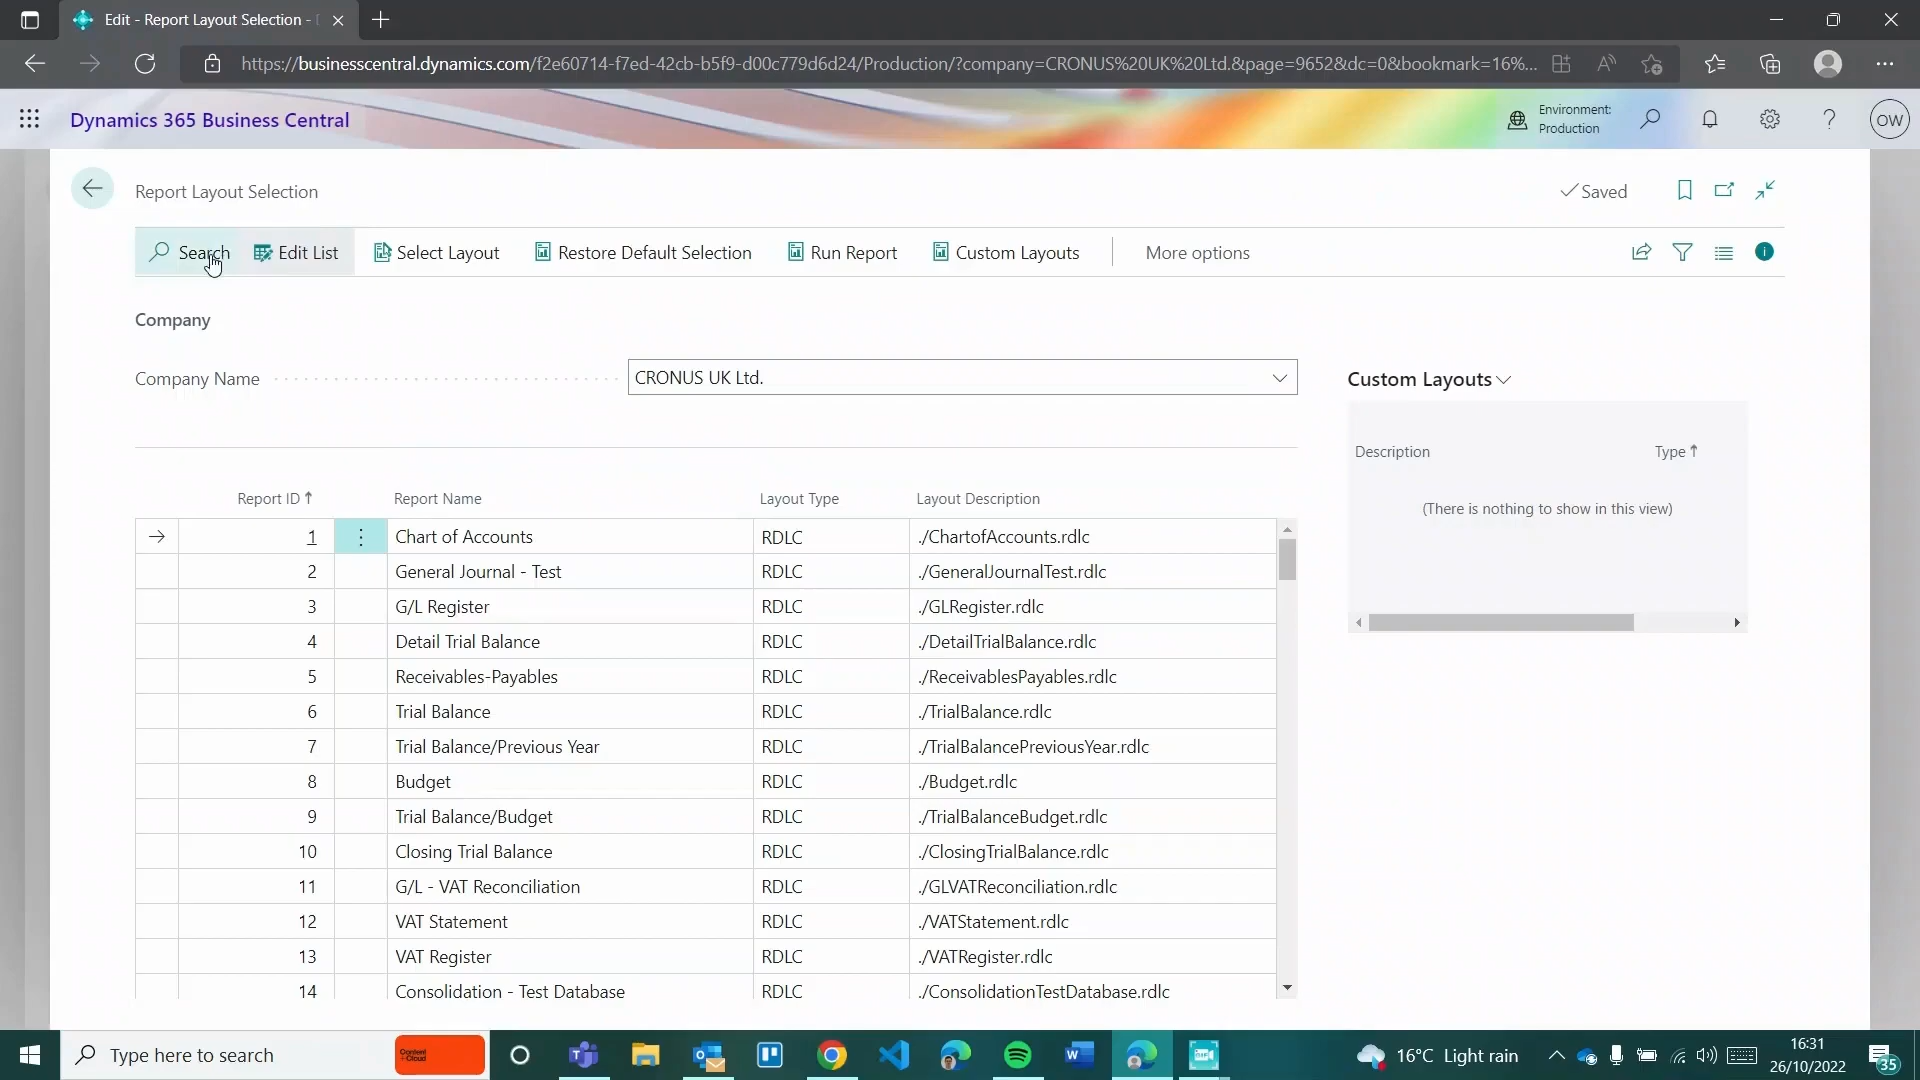 Edit - Report Layout Selection -
https://businesscentral.dynamics.com/f2e60714-f7ed-42cb-b5f9-d00c779d6d24/Production/?company=CRONUS%20UK%20Ltd.&page=9652&dc=0&bookmark=16%...
Dynamics 365 Business Central
Environment:
Production
OW
Report Layout Selection
Saved
Search
Edit List
Select Layout
Restore Default Selection
Run Report
Custom Layouts
More options
Company
Company Name
CRONUS UK Ltd.
Custom Layouts
Description Type
(There is nothing to show in this view)
Report ID Report Name Layout Type Layout Description
1 Chart of Accounts RDLC ./ChartofAccounts.rdlc
2 General Journal - Test RDLC ./GeneralJournalTest.rdlc
3 G/L Register RDLC ./GLRegister.rdlc
4 Detail Trial Balance RDLC ./DetailTrialBalance.rdlc
5 Receivables-Payables RDLC ./ReceivablesPayables.rdlc
6 Trial Balance RDLC ./TrialBalance.rdlc
7 Trial Balance/Previous Year RDLC ./TrialBalancePreviousYear.rdlc
8 Budget RDLC ./Budget.rdlc
9 Trial Balance/Budget RDLC ./TrialBalanceBudget.rdlc
10 Closing Trial Balance RDLC ./ClosingTrialBalance.rdlc
11 G/L - VAT Reconciliation RDLC ./GLVATReconciliation.rdlc
12 VAT Statement RDLC ./VATStatement.rdlc
13 VAT Register RDLC ./VATRegister.rdlc
14 Consolidation - Test Database RDLC ./ConsolidationTestDatabase.rdlc
Type here to search
Content
+Cloud
16°C Light rain
16:31
26/10/2022
35